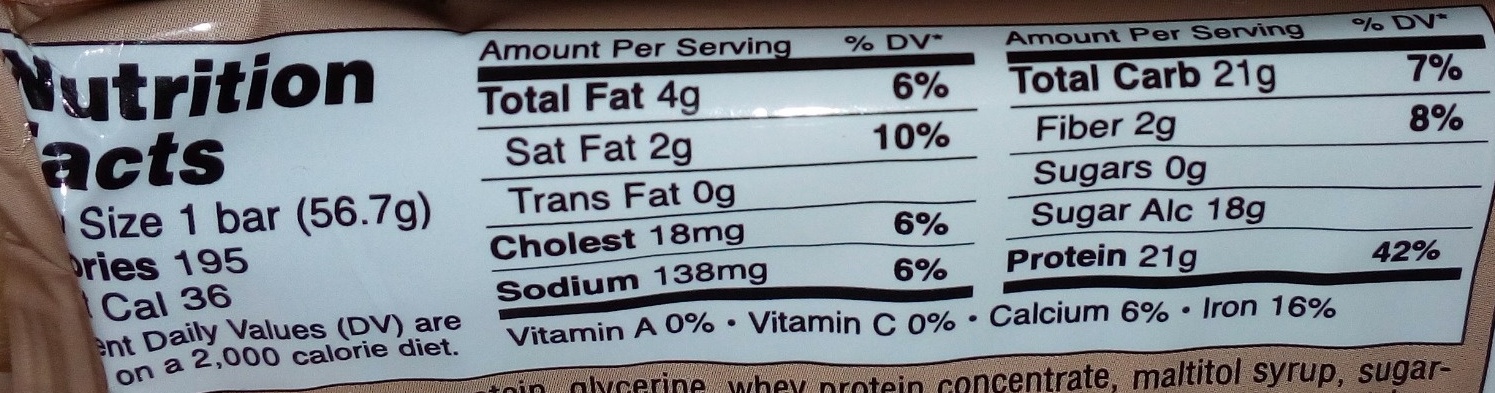 Nutrition
acts
Size 1 bar (56.7g)
ories 195
Cal 36
ent Daily Values (DV) are
on a 2,000 calorie diet.
Amount Per Serving % DV*
Total Fat 4g 6%
Sat Fat 2g 10%
Trans Fat 0g
Cholest 18mg 6%
Sodium 138mg 6%
Amount Per Serving % DV*
Total Carb 21g 7%
Fiber 2g 8%
Sugars 0g
Sugar Alc 18g
Protein 21g 42%
Vitamin A 0% • Vitamin C 0% • Calcium 6% • Iron 16%
glycerine, whey protein concentrate, maltitol syrup, sugar-